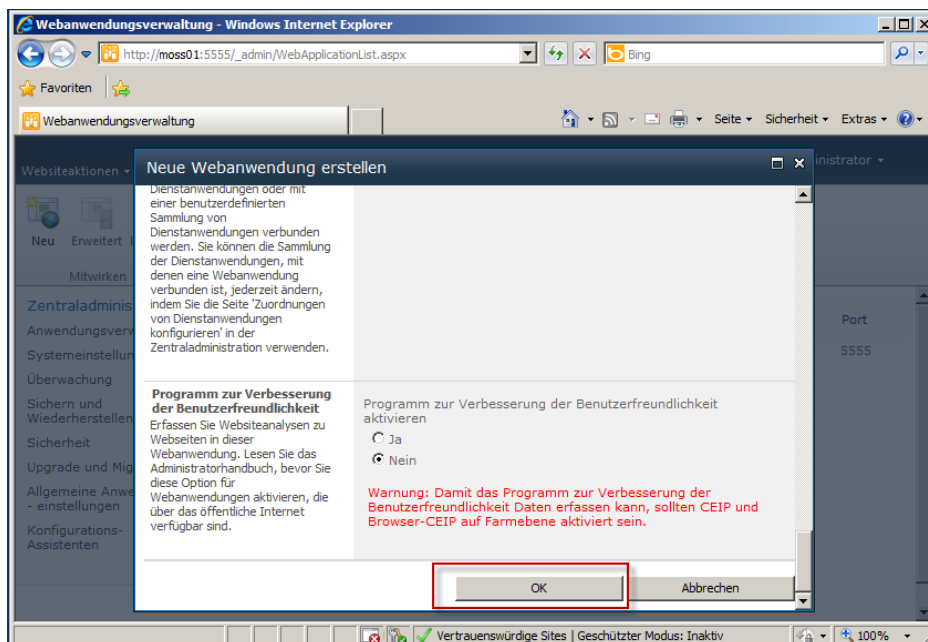 Webanwendungsverwaltung - Windows Internet Explorer
http://moss01:5555/_admin/WebApplicationList.aspx
Bing
Favoriten
Webanwendungsverwaltung
Seite
Sicherheit
Extras
Websiteaktionen
Neue Webanwendung erstellen
inistrator
Neu
Erweitert
Mitwirken
Zentraladminis
Anwendungsverw
Systemeinstellun
Überwachung
Sichern und
Wiederherstellen
Sicherheit
Upgrade und Mig
Allgemeine Anwe
- einstellungen
Konfigurations-
Assistenten
Dienstanwendungen oder mit
einer benutzerdefinierten
Sammlung von
Dienstanwendungen verbunden
werden. Sie können die Sammlung
der Dienstanwendungen, mit
denen eine Webanwendung
verbunden ist, jederzeit ändern,
indem Sie die Seite 'Zuordnungen
von Dienstanwendungen
konfigurieren' in der
Zentraladministration verwenden.
Programm zur Verbesserung
der Benutzerfreundlichkeit
Erfassen Sie Websiteanalysen zu
Webseiten in dieser
Webanwendung. Lesen Sie das
Administratorhandbuch, bevor Sie
diese Option für
Webanwendungen aktivieren, die
über das öffentliche Internet
verfügbar sind.
Programm zur Verbesserung der Benutzerfreundlichkeit
aktivieren
Ja
Nein
Warnung: Damit das Programm zur Verbesserung der
Benutzerfreundlichkeit Daten erfassen kann, sollten CEIP und
Browser-CEIP auf Farmebene aktiviert sein.
Port
5555
OK
Abbrechen
Vertrauenswürdige Sites | Geschützter Modus: Inaktiv
100%